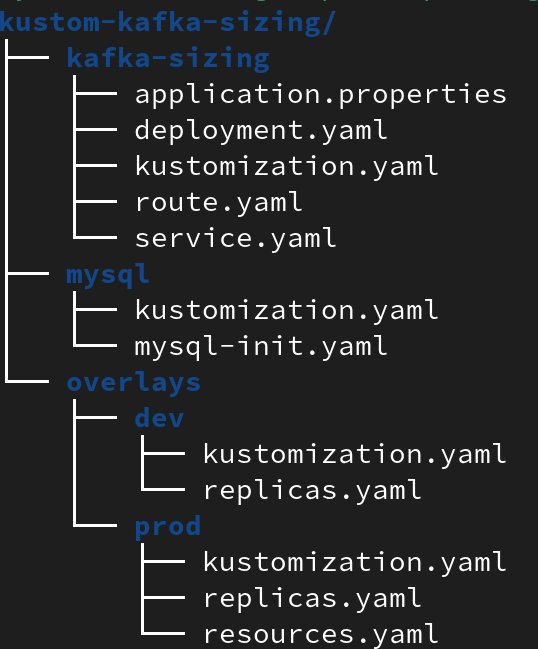 kustom-kafka-sizing/
├── kafka-sizing
│   ├── application.properties
│   ├── deployment.yaml
│   ├── kustomization.yaml
│   ├── route.yaml
│   └── service.yaml
├── mysql
│   ├── kustomization.yaml
│   └── mysql-init.yaml
└── overlays
    ├── dev
    │   ├── kustomization.yaml
    │   └── replicas.yaml
    └── prod
        ├── kustomization.yaml
        ├── replicas.yaml
        └── resources.yaml